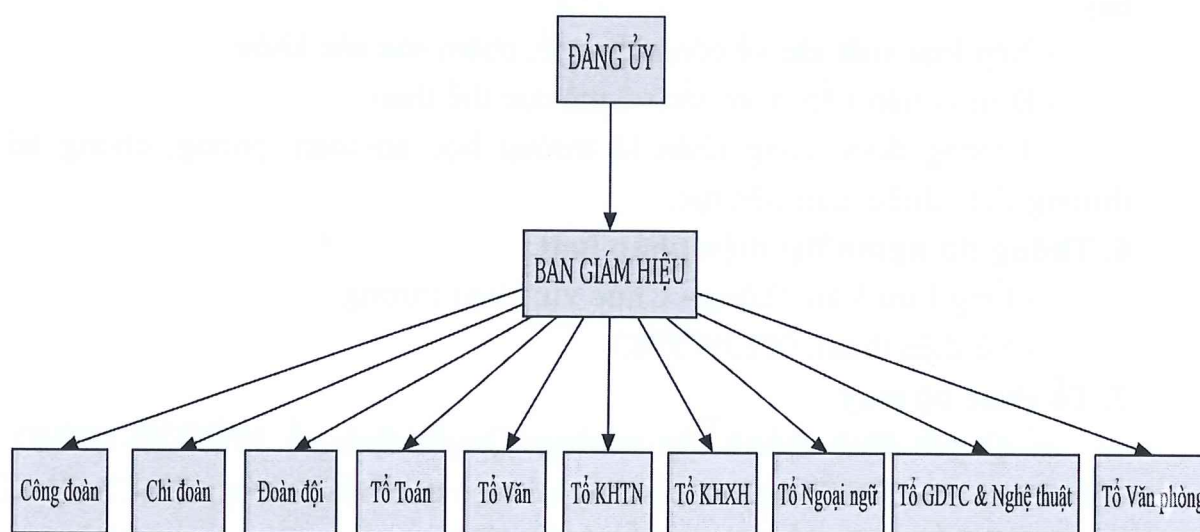 ĐẢNG ỦY
BAN GIÁM HIỆU
Công đoàn
Chi đoàn
Đoàn đội
Tổ Toán
Tổ Văn
Tổ KHTN
Tổ KHXH
Tổ Ngoại ngữ
Tổ GDTC & Nghệ thuật
Tổ Văn phòng